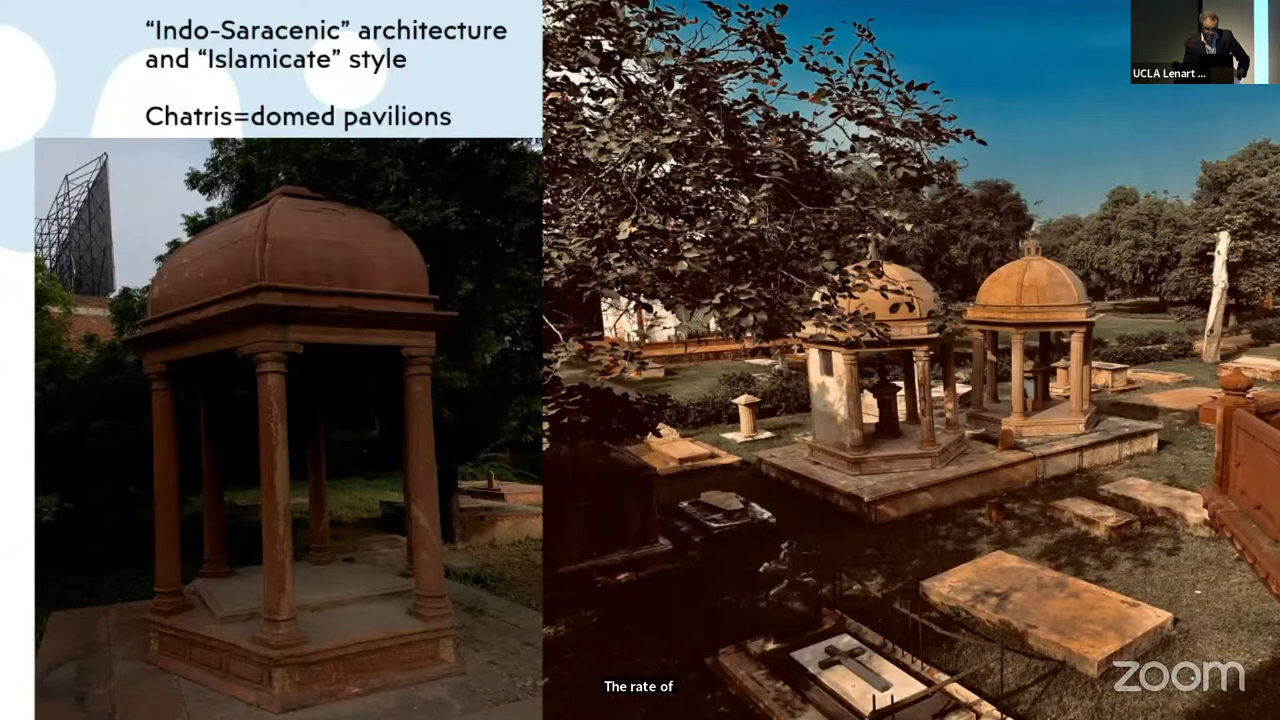 “Indo-Saracenic” architecture
and “Islamicate” style
Chatris=domed pavilions
UCLA Lenart ...
The rate of
zoom